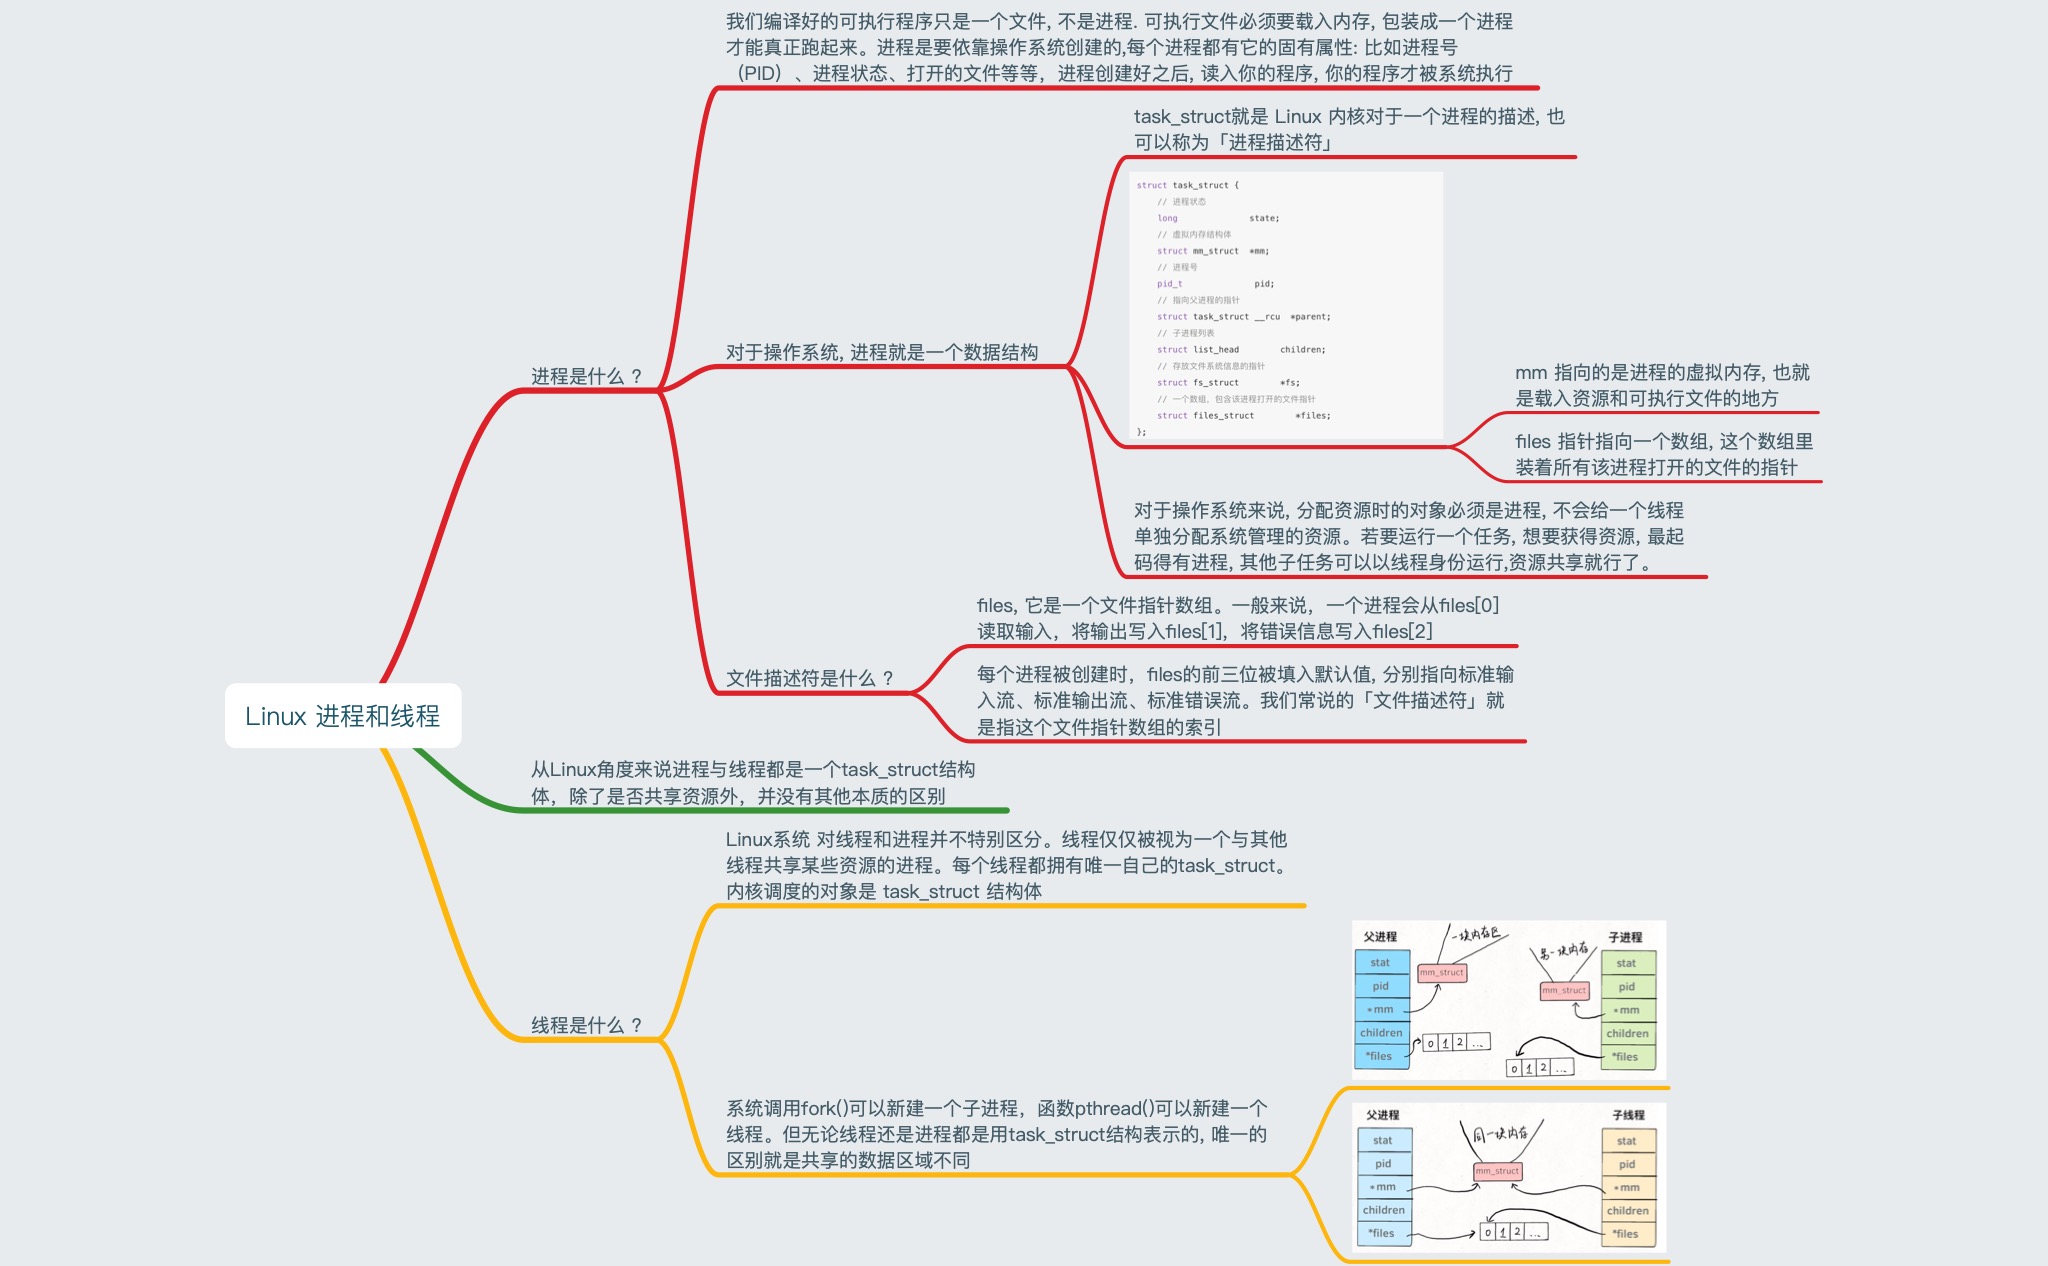 我们编译好的可执行程序只是一个文件, 不是进程. 可执行文件必须要载入内存, 包装成一个进程
才能真正跑起来。进程是要依靠操作系统创建的,每个进程都有它的固有属性: 比如进程号
（PID）、进程状态、打开的文件等等，进程创建好之后, 读入你的程序, 你的程序才被系统执行
task_struct就是 Linux 内核对于一个进程的描述, 也
可以称为「进程描述符」
struct task_struct {
// 进程状态
long state;
// 虚拟内存结构体
struct mm_struct *mm;
// 进程号
pid_t pid;
// 指向父进程的指针
struct task_struct __rcu *parent;
// 子进程列表
struct list_head children;
// 存放文件系统信息的指针
struct fs_struct *fs;
// 一个数组，包含该进程打开的文件指针
struct files_struct *files;
};
对于操作系统, 进程就是一个数据结构
进程是什么 ?
mm 指向的是进程的虚拟内存, 也就
是载入资源和可执行文件的地方
files 指针指向一个数组, 这个数组里
装着所有该进程打开的文件的指针
对于操作系统来说, 分配资源时的对象必须是进程, 不会给一个线程
单独分配系统管理的资源。若要运行一个任务, 想要获得资源, 最起
码得有进程, 其他子任务可以以线程身份运行,资源共享就行了。
files, 它是一个文件指针数组。一般来说，一个进程会从files[0]
读取输入，将输出写入files[1]，将错误信息写入files[2]
文件描述符是什么 ?
每个进程被创建时，files的前三位被填入默认值, 分别指向标准输
入流、标准输出流、标准错误流。我们常说的「文件描述符」就
是指这个文件指针数组的索引
Linux 进程和线程
从Linux角度来说进程与线程都是一个task_struct结构
体，除了是否共享资源外，并没有其他本质的区别
Linux系统 对线程和进程并不特别区分。线程仅仅被视为一个与其他
线程共享某些资源的进程。每个线程都拥有唯一自己的task_struct。
内核调度的对象是 task_struct 结构体
线程是什么 ?
系统调用fork()可以新建一个子进程，函数pthread()可以新建一个
线程。但无论线程还是进程都是用task_struct结构表示的, 唯一的
区别就是共享的数据区域不同
父进程
stat
pid
*mm
children
*files
一块内存区
mm_struct
0 1 2 ...
另一块内存
mm_struct
0 1 2 ...
子进程
stat
pid
*mm
children
*files
父进程
stat
pid
*mm
children
*files
同一块内存
mm_struct
0 1 2 ...
子线程
stat
pid
*mm
children
*files